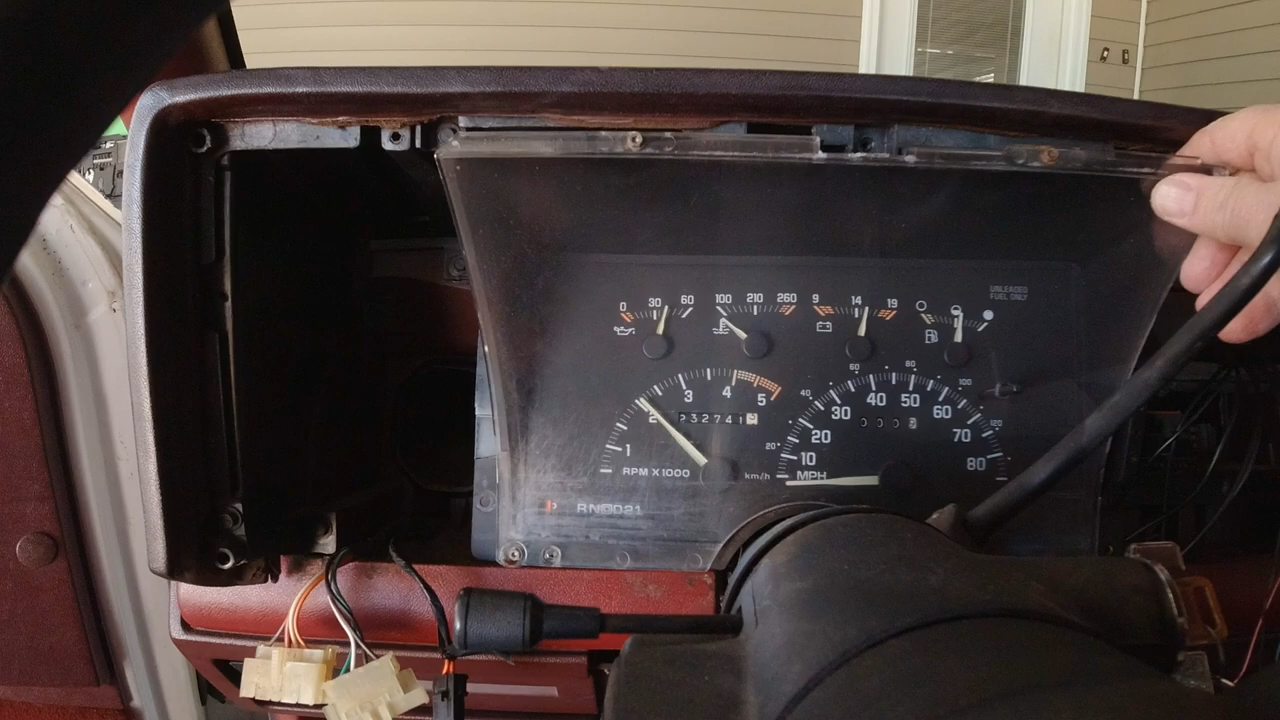 UNLEADED
FUEL ONLY
0 30 60
100 210 260
9 14 19
1 2 3 4 5
232741
RPM X1000
10 20 30 40 50 60 70 80
20 40 60 80 100 120
000
km/h
MPH